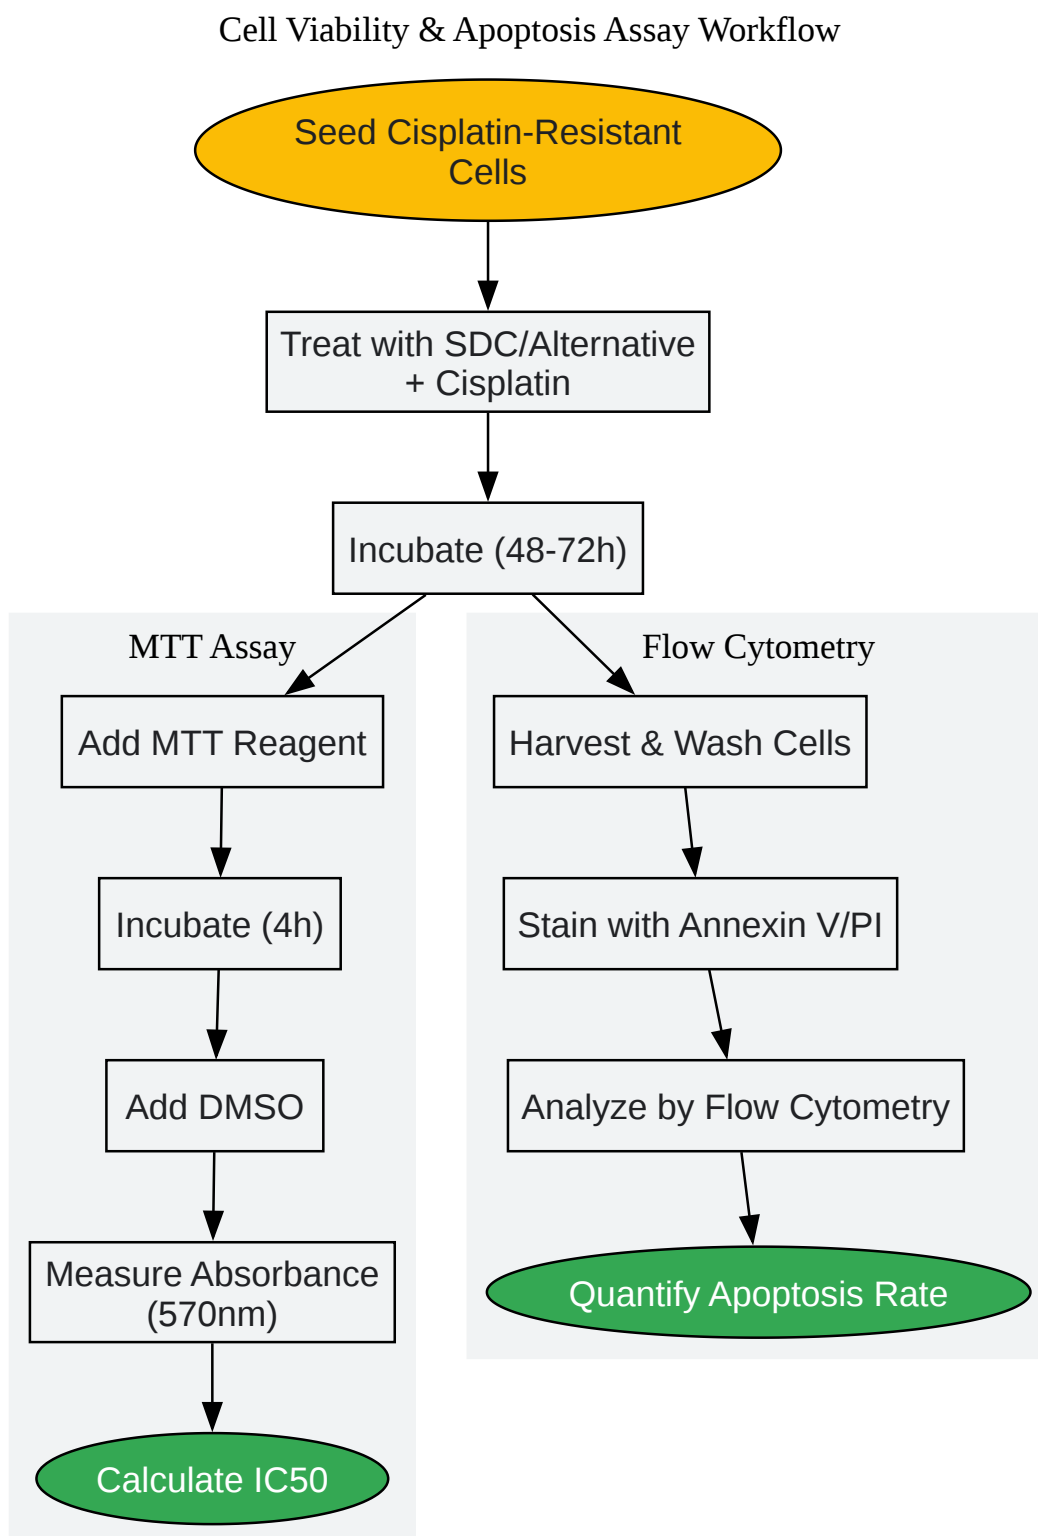 Cell Viability & Apoptosis Assay Workflow
Seed Cisplatin-Resistant
Cells
Treat with SDC/Alternative
+ Cisplatin
Incubate (48-72h)
MTT Assay
Add MTT Reagent
Incubate (4h)
Add DMSO
Measure Absorbance
(570nm)
Calculate IC50
Flow Cytometry
Harvest & Wash Cells
Stain with Annexin V/PI
Analyze by Flow Cytometry
Quantify Apoptosis Rate